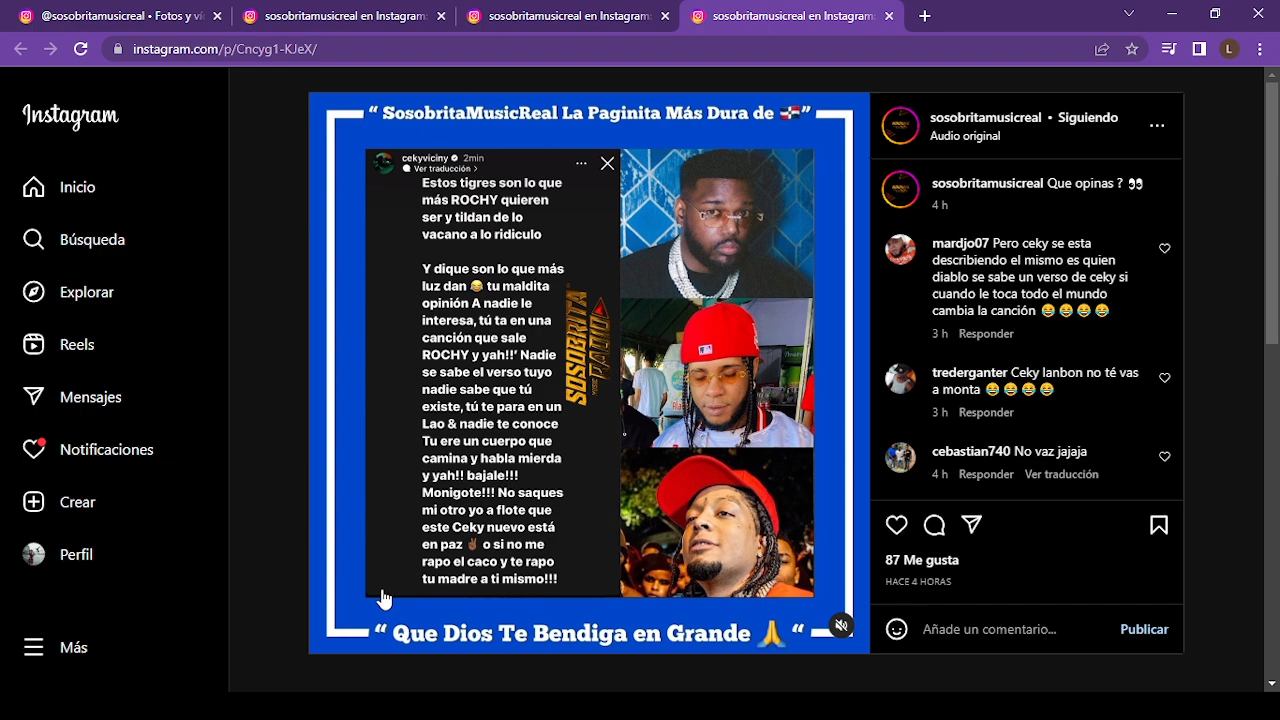 @sosobritamusicreal • Fotos y vi
sosobritamusicreal en Instagram:
sosobritamusicreal en Instagram:
sosobritamusicreal en Instagram:
instagram.com/p/Cncyg1-KJeX/
L
Instagram
Inicio
Búsqueda
Explorar
Reels
Mensajes
Notificaciones
Crear
Perfil
Más
“ SosobritaMusicReal La Paginita Más Dura de 🇩🇴”
cekyviciny 2min
Ver traducción >
Estos tigres son lo que
más ROCHY quieren
ser y tildan de lo
vacano a lo ridiculo
Y dique son lo que más
luz dan 😂 tu maldita
opinión A nadie le
interesa, tú ta en una
canción que sale
ROCHY y yah!!’ Nadie
se sabe el verso tuyo
nadie sabe que tú
existe, tú te para en un
Lao & nadie te conoce
Tu ere un cuerpo que
camina y habla mierda
y yah!! bajale!!!
Monigote!!! No saques
mi otro yo a flote que
este Ceky nuevo está
en paz ✌🏾 o si no me
rapo el caco y te rapo
tu madre a ti mismo!!!
SOSOBRITA
MUSIC RADIO
“ Que Dios Te Bendiga en Grande 🙏 “
sosobritamusicreal • Siguiendo
Audio original
sosobritamusicreal Que opinas ? 👀
4 h
mardjo07 Pero ceky se esta
describiendo el mismo es quien
diablo se sabe un verso de ceky si
cuando le toca todo el mundo
cambia la canción 😂😂😂😂
3 h Responder
trederganter Ceky lanbon no té vas
a monta 😂😂😂😂
3 h Responder
cebastian740 No vaz jajaja
4 h Responder Ver traducción
87 Me gusta
HACE 4 HORAS
Añade un comentario...
Publicar